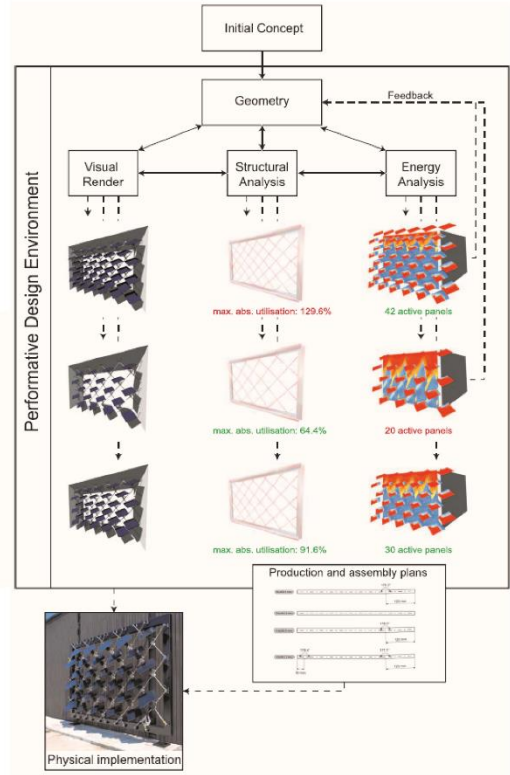 Initial Concept
Performative Design Environment
Geometry
Feedback
Visual
Render
Structural
Analysis
Energy
Analysis
max. abs. utilisation: 129.6%
42 active panels
max. abs. utilisation: 64.4%
20 active panels
max. abs. utilisation: 91.6%
30 active panels
Production and assembly plans
Physical implementation